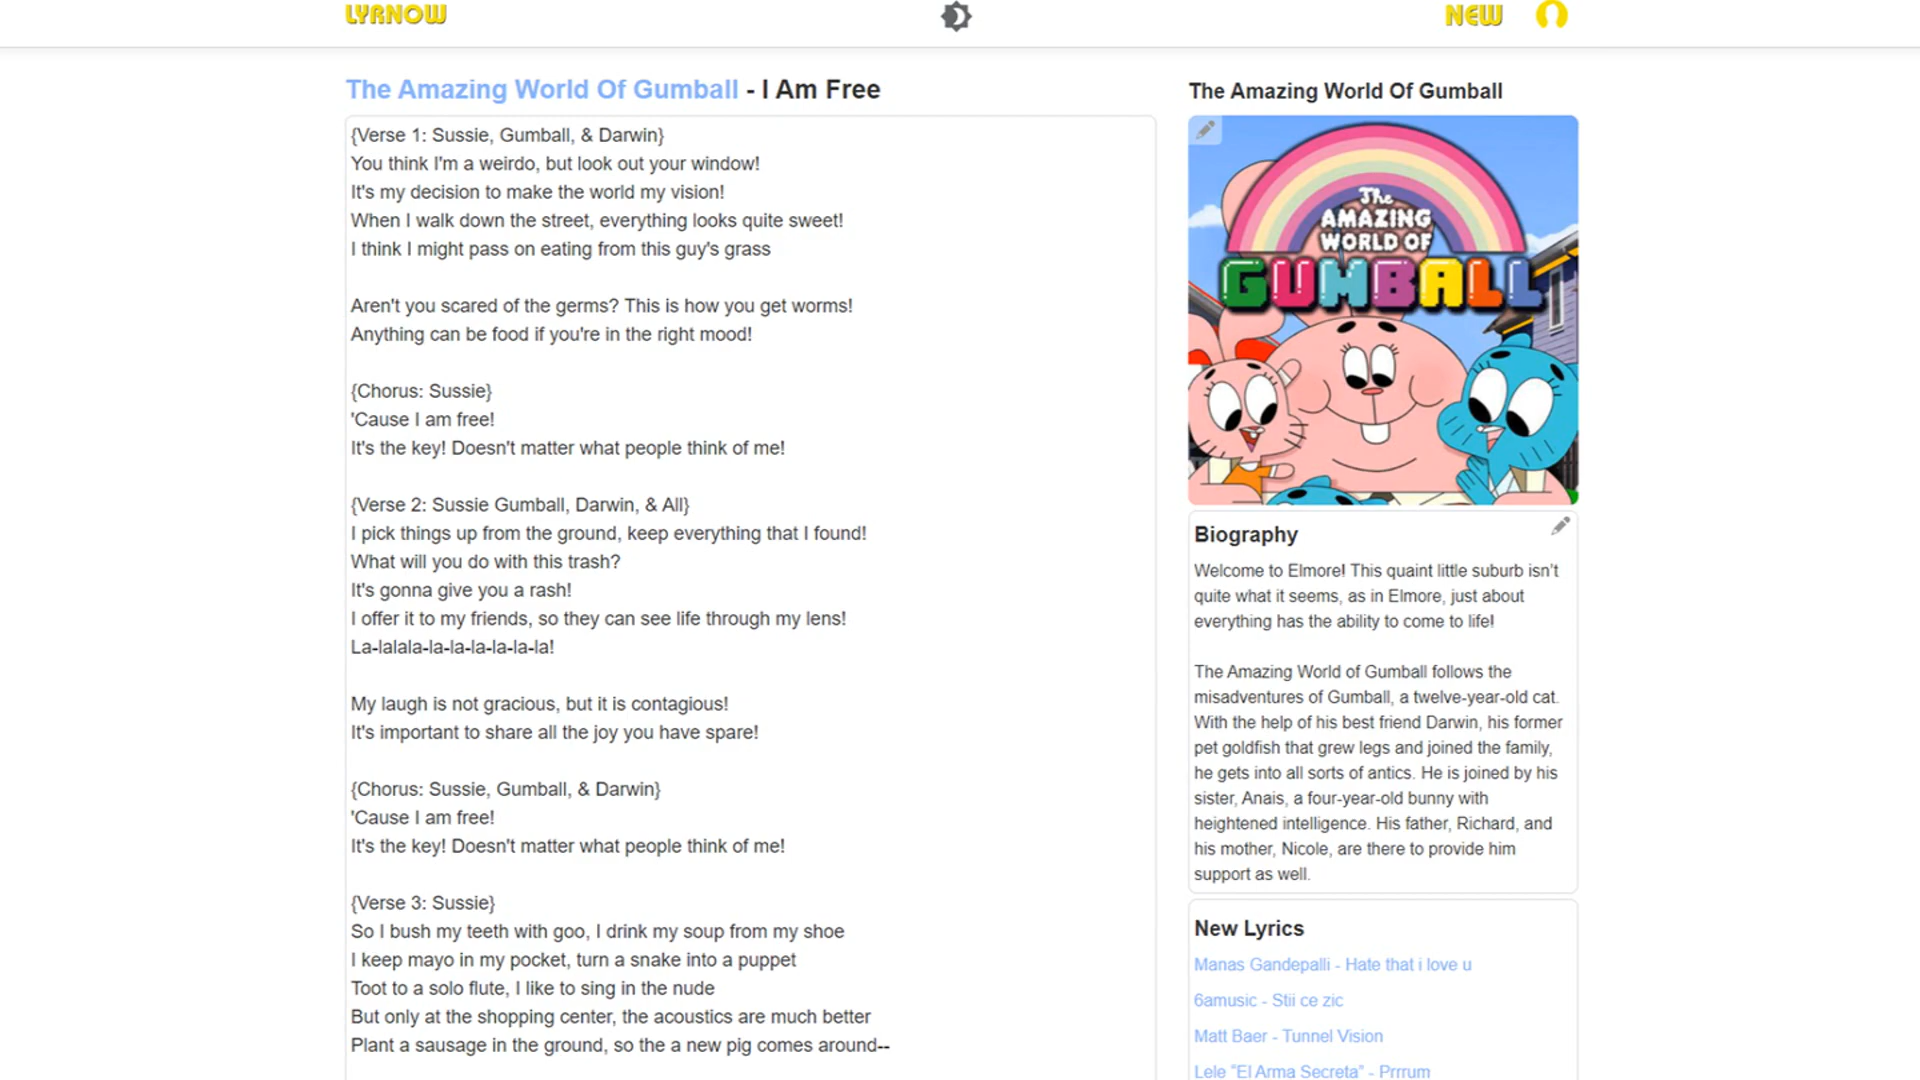 LYRNOW
NEW
The Amazing World Of Gumball - I Am Free
{Verse 1: Sussie, Gumball, & Darwin}
You think I'm a weirdo, but look out your window!
It's my decision to make the world my vision!
When I walk down the street, everything looks quite sweet!
I think I might pass on eating from this guy's grass
Aren't you scared of the germs? This is how you get worms!
Anything can be food if you're in the right mood!
{Chorus: Sussie}
'Cause I am free!
It's the key! Doesn't matter what people think of me!
{Verse 2: Sussie Gumball, Darwin, & All}
I pick things up from the ground, keep everything that I found!
What will you do with this trash?
It's gonna give you a rash!
I offer it to my friends, so they can see life through my lens!
La-lalala-la-la-la-la-la-la!
My laugh is not gracious, but it is contagious!
It's important to share all the joy you have spare!
{Chorus: Sussie, Gumball, & Darwin}
'Cause I am free!
It's the key! Doesn't matter what people think of me!
{Verse 3: Sussie}
So I bush my teeth with goo, I drink my soup from my shoe
I keep mayo in my pocket, turn a snake into a puppet
Toot to a solo flute, I like to sing in the nude
But only at the shopping center, the acoustics are much better
Plant a sausage in the ground, so the a new pig comes around--
The Amazing World Of Gumball
The
AMAZING
WORLD OF
GUMBALL
Biography
Welcome to Elmore! This quaint little suburb isn't
quite what it seems, as in Elmore, just about
everything has the ability to come to life!
The Amazing World of Gumball follows the
misadventures of Gumball, a twelve-year-old cat.
With the help of his best friend Darwin, his former
pet goldfish that grew legs and joined the family,
he gets into all sorts of antics. He is joined by his
sister, Anais, a four-year-old bunny with
heightened intelligence. His father, Richard, and
his mother, Nicole, are there to provide him
support as well.
New Lyrics
Manas Gandepalli - Hate that i love u
6amusic - Stii ce zic
Matt Baer - Tunnel Vision
Lele "El Arma Secreta" - Prrrum